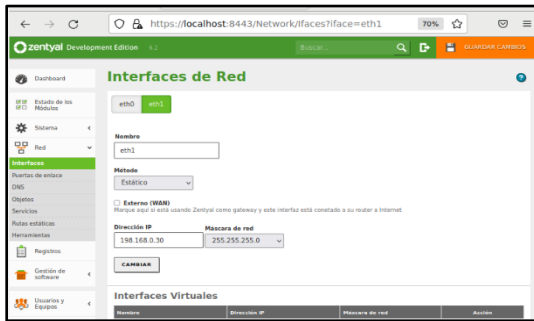 https://localhost:8443/Network/Ifaces?iface=eth1
70%
zentyal Development Edition
Buscar...
GUARDAR CAMBIOS
Dashboard
Estado de los Módulos
Sistema
Red
Interfaces
Puertas de enlace
DNS
Objetos
Servicios
Rutas estáticas
Herramientas
Registros
Gestión de software
Usuarios y Equipos
Interfaces de Red
eth0 eth1
Nombre
eth1
Método
Estático
Externo (WAN)
Marque aquí si está usando Zentyal como gateway y este interfaz está conetado a su router a Internet.
Dirección IP Máscara de red
198.168.0.30 255.255.255.0
CAMBIAR
Interfaces Virtuales
Nombre Dirección IP Máscara de red Acción